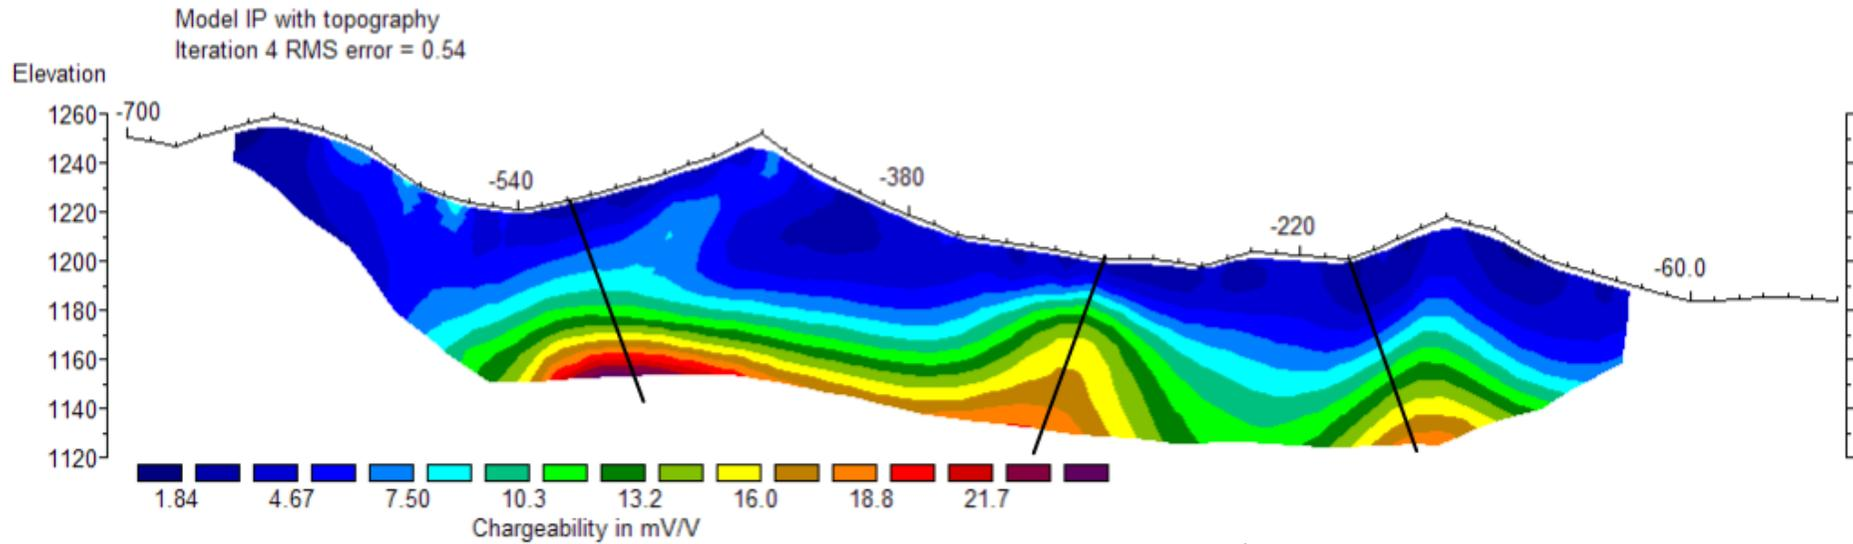 Model IP with topography
Iteration 4 RMS error = 0.54
Elevation
1260
-700
1240
-540
-380
1220
-220
1200
-60.0
1180
1160
1140
1120
1.84 4.67 7.50 10.3 13.2 16.0 18.8 21.7
Chargeability in mV/V